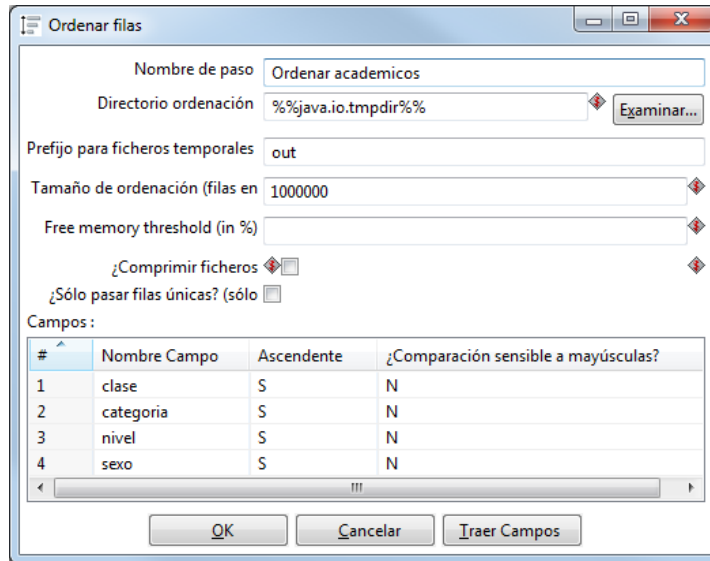 Ordenar filas
Nombre de paso Ordenar academicos
Directorio ordenación %%java.io.tmpdir%% Examinar...
Prefijo para ficheros temporales out
Tamaño de ordenación (filas en 1000000
Free memory threshold (in %)
¿Comprimir ficheros
¿Sólo pasar filas únicas? (sólo
Campos :
# Nombre Campo Ascendente ¿Comparación sensible a mayúsculas?
1 clase S N
2 categoria S N
3 nivel S N
4 sexo S N
OK Cancelar Traer Campos